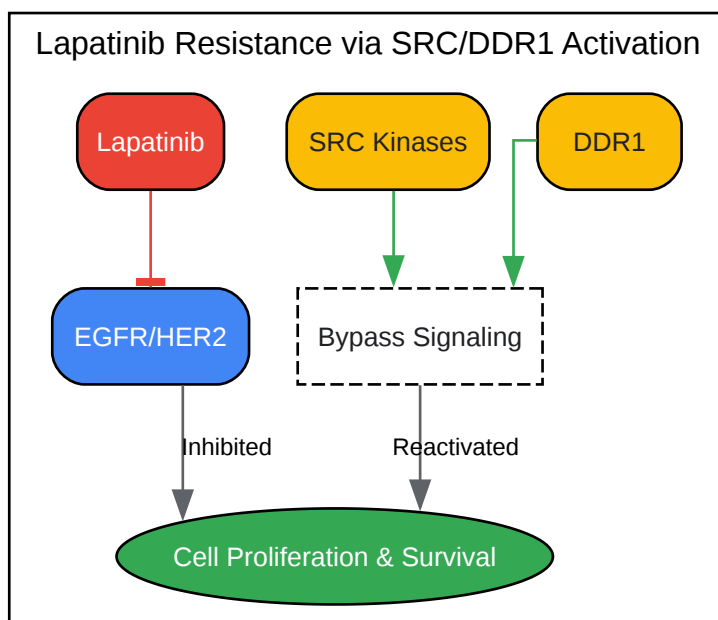 Lapatinib Resistance via SRC/DDR1 Activation
Lapatinib
SRC Kinases
DDR1
EGFR/HER2
Bypass Signaling
Inhibited
Reactivated
Cell Proliferation & Survival